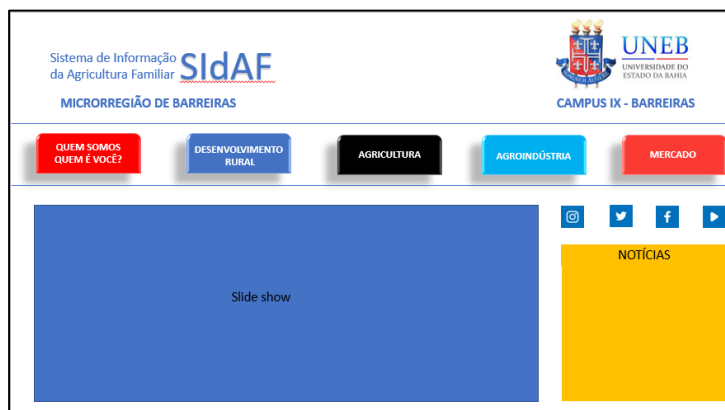 Sistema de Informação
da Agricultura Familiar SIdAF
MICRORREGIÃO DE BARREIRAS
UNEB
UNIVERSIDADE DO
ESTADO DA BAHIA
CAMPUS IX - BARREIRAS
QUEM SOMOS
QUEM É VOCÊ?
DESENVOLVIMENTO
RURAL
AGRICULTURA
AGROINDÚSTRIA
MERCADO
Slide show
NOTÍCIAS